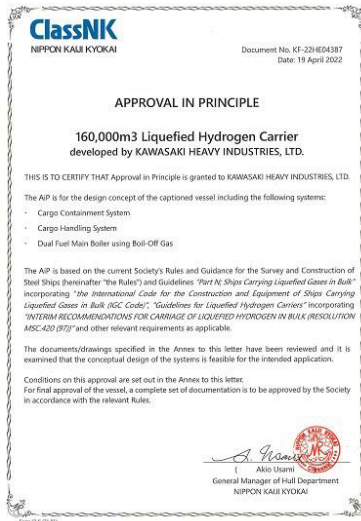 ClassNK
NIPPON KAIJI KYOKAI
Document No. KF-22HE04387
Date: 19 April 2022
APPROVAL IN PRINCIPLE
160,000m3 Liquefied Hydrogen Carrier
developed by KAWASAKI HEAVY INDUSTRIES, LTD.
THIS IS TO CERTIFY THAT Approval in Principle is granted to KAWASAKI HEAVY INDUSTRIES, LTD.
The AiP is for the design concept of the captioned vessel including the following systems:
· Cargo Containment System
· Cargo Handling System
· Dual Fuel Main Boiler using Boil-Off Gas
The AiP is based on the current Society's Rules and Guidance for the Survey and Construction of
Steel Ships (hereinafter "the Rules") and Guidelines "Part N; Ships Carrying Liquefied Gases in Bulk"
incorporating "the International Code for the Construction and Equipment of Ships Carrying
Liquefied Gases in Bulk (IGC Code)", "Guidelines for Liquefied Hydrogen Carriers" incorporating
"INTERIM RECOMMENDATIONS FOR CARRIAGE OF LIQUEFIED HYDROGEN IN BULK (RESOLUTION
MSC.420 (97))" and other relevant requirements as applicable.
The documents/drawings specified in the Annex to this letter have been reviewed and it is
examined that the conceptual design of the systems is feasible for the intended application.
Conditions on this approval are set out in the Annex to this letter.
For final approval of the vessel, a complete set of documentation is to be approved by the Society
in accordance with the relevant Rules.
A. Usami
( Akio Usami
General Manager of Hull Department
NIPPON KAIJI KYOKAI